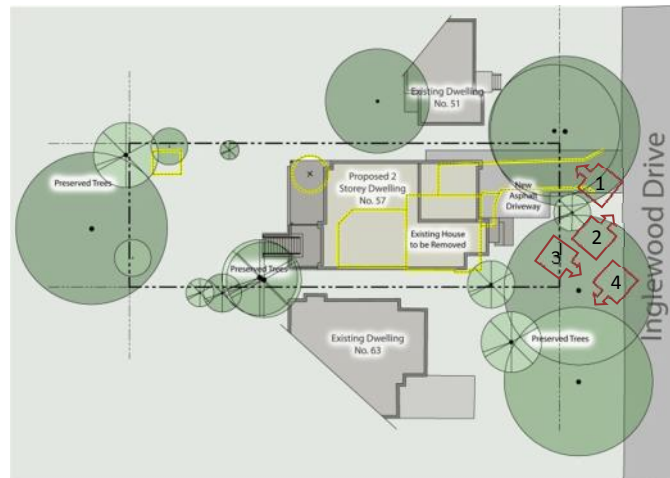 Existing Dwelling
No. 51
Preserved Trees
Proposed 2
Storey Dwelling
No. 57
New
Asphalt
Driveway
1
Existing House
to be Removed
2
3
4
Preserved Trees
Existing Dwelling
No. 63
Preserved Trees
Inglewood Drive